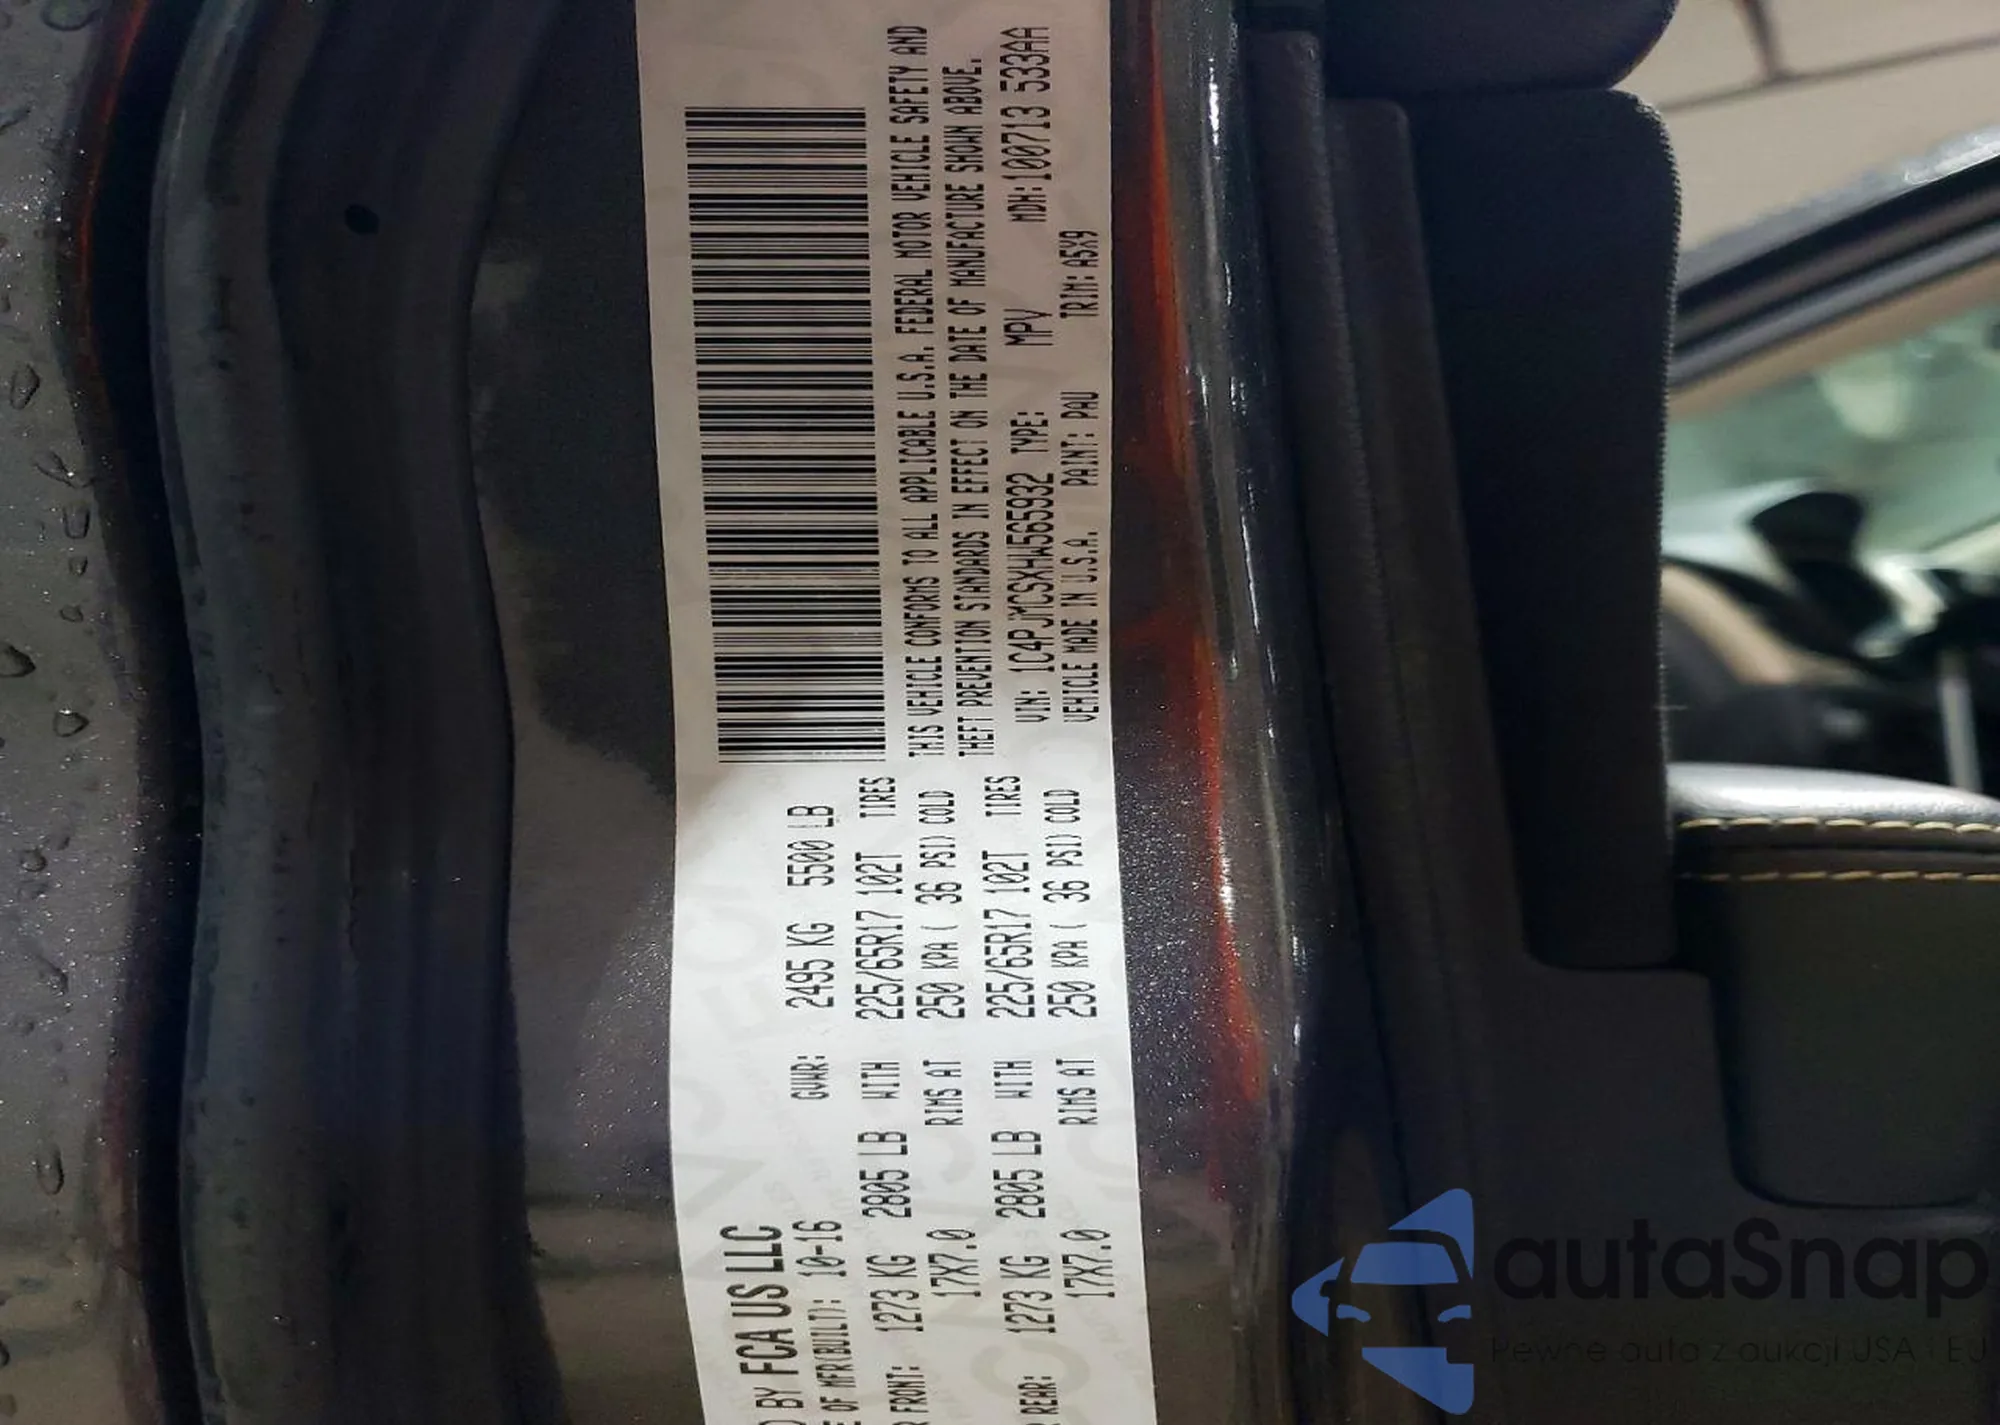 D BY FCA US LLC
E OF MFR(BUILT): 10-16
GVWR: 2495 KG 5500 LB
R FRONT: 1273 KG 2805 LB WITH 225/65R17 102T TIRES
17X7.0 RIMS AT 250 KPA ( 36 PSI) COLD
R REAR: 1273 KG 2805 LB WITH 225/65R17 102T TIRES
17X7.0 RIMS AT 250 KPA ( 36 PSI) COLD
THIS VEHICLE CONFORMS TO ALL APPLICABLE U.S.A. FEDERAL MOTOR VEHICLE SAFETY AND
THEFT PREVENTION STANDARDS IN EFFECT ON THE DATE OF MANUFACTURE SHOWN ABOVE.
VIN: 1C4PJMCSXHW565932 TYPE: MPV MDH:100713 533AA
VEHICLE MADE IN U.S.A. PAINT: PAU TRIM: A5X9
autoSnap
Pewne auto z aukcji USA i EU